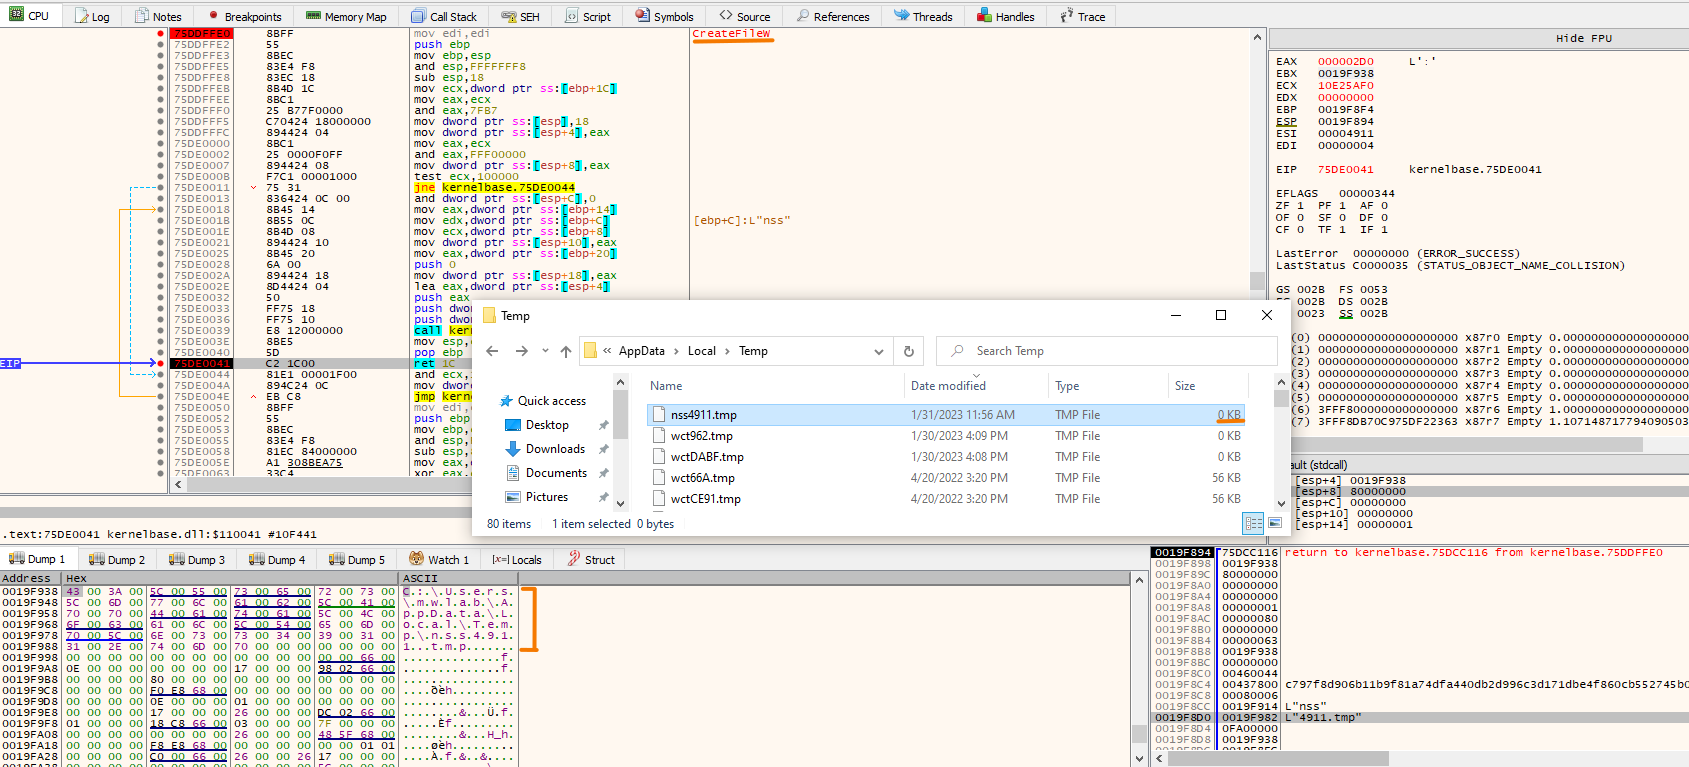 CPU Log Notes Breakpoints Memory Map Call Stack SEH Script Symbols Source References Threads Handles Trace
75DDFFE0 8BFF mov edi,edi CreateFileW
75DDFFE2 55 push ebp
75DDFFE3 8BEC mov ebp,esp
75DDFFE5 83E4 F8 and esp,FFFFFFF8
75DDFFE8 83EC 18 sub esp,18
75DDFFEB 8B4D 1C mov ecx,dword ptr ss:[ebp+1C]
75DDFFEE 8BC1 mov eax,ecx
75DDFFF0 25 B77F0000 and eax,7FB7
75DDFFF5 C70424 18000000 mov dword ptr ss:[esp],18
75DDFFFC 894424 04 mov dword ptr ss:[esp+4],eax
75DE0000 8BC1 mov eax,ecx
75DE0002 25 0000F0FF and eax,FFF00000
75DE0007 894424 08 mov dword ptr ss:[esp+8],eax
75DE000B F7C1 00001000 test ecx,100000
75DE0011 75 31 jne kernelbase.75DE0044
75DE0013 836424 0C 00 and dword ptr ss:[esp+C],0
75DE0018 8B45 14 mov eax,dword ptr ss:[ebp+14]
75DE001B 8B55 0C mov edx,dword ptr ss:[ebp+C] [ebp+C]:L"nss"
75DE001E 8B4D 08 mov ecx,dword ptr ss:[ebp+8]
75DE0021 894424 10 mov dword ptr ss:[esp+10],eax
75DE0025 8B45 20 mov eax,dword ptr ss:[ebp+20]
75DE0028 6A 00 push 0
75DE002A 894424 18 mov dword ptr ss:[esp+18],eax
75DE002E 8D4424 04 lea eax,dword ptr ss:[esp+4]
75DE0032 50 push eax
75DE0033 FF75 18 push dwo
75DE0036 FF75 10 push dwo
75DE0039 E8 12000000 call kern
75DE003E 8BE5 mov esp,e
75DE0040 5D pop ebp
EIP 75DE0041 C2 1C00 ret 1C
75DE0044 81E1 00001F00 and ecx,
75DE004A 894C24 0C mov dword
75DE004E EB C8 jmp kerne
8BFF mov edi,e
75DE0052 55 push ebp
75DE0053 8BEC mov ebp,e
75DE0055 83E4 F8 and esp,F
75DE0058 81EC 84000000 sub esp,8
75DE005E A1 308BEA75 mov eax,d
75DE0063 33C4 xor eax,e
.text:75DE0041 kernelbase.dll:$110041 #10F441
Hide FPU
EAX 000002D0 L'ː'
EBX 0019F938
ECX 10E25AF0
EDX 00000000
EBP 0019F8F4
ESP 0019F894
ESI 00004911
EDI 00000004
EIP 75DE0041 kernelbase.75DE0041
EFLAGS 00000344
ZF 1 PF 1 AF 0
OF 0 SF 0 DF 0
CF 0 TF 1 IF 1
LastError 00000000 (ERROR_SUCCESS)
LastStatus C0000035 (STATUS_OBJECT_NAME_COLLISION)
GS 002B FS 0053
002B DS 002B
0023 SS 002B
(0) 00000000000000000000 x87r0 Empty 0.0000000000000000
(1) 00000000000000000000 x87r1 Empty 0.0000000000000000
(2) 00000000000000000000 x87r2 Empty 0.0000000000000000
(3) 00000000000000000000 x87r3 Empty 0.0000000000000000
(4) 00000000000000000000 x87r4 Empty 0.0000000000000000
(5) 00000000000000000000 x87r5 Empty 0.0000000000000000
(6) 3FFF8000000000000000 x87r6 Empty 1.0000000000000000
(7) 3FFF8DB70C975DF22363 x87r7 Empty 1.1071487177940905
ault (stdcall)
[esp+4] 0019F938
[esp+8] 80000000
[esp+C] 00000000
[esp+10] 00000000
[esp+14] 00000001
Temp
« AppData > Local > Temp
Search Temp
Quick access
Desktop
Downloads
Documents
Pictures
Name Date modified Type Size
nss4911.tmp 1/31/2023 11:56 AM TMP File 0 KB
wct962.tmp 1/30/2023 4:09 PM TMP File 0 KB
wctDABF.tmp 1/30/2023 4:08 PM TMP File 0 KB
wct66A.tmp 4/20/2022 3:20 PM TMP File 56 KB
wctCE91.tmp 4/20/2022 3:20 PM TMP File 56 KB
80 items 1 item selected 0 bytes
Dump 1 Dump 2 Dump 3 Dump 4 Dump 5 Watch 1 [x=] Locals Struct
Address Hex ASCII
0019F938 43 00 3A 00 5C 00 55 00 73 00 65 00 72 00 73 00 C.:.\.U.s.e.r.s.
0019F948 5C 00 6D 00 77 00 6C 00 61 00 62 00 5C 00 41 00 \.m.w.l.a.b.\.A.
0019F958 70 00 70 00 44 00 61 00 74 00 61 00 5C 00 4C 00 p.p.D.a.t.a.\.L.
0019F968 6F 00 63 00 61 00 6C 00 5C 00 54 00 65 00 6D 00 o.c.a.l.\.T.e.m.
0019F978 70 00 5C 00 6E 00 73 00 73 00 34 00 39 00 31 00 p.\.n.s.s.4.9.1.
0019F988 31 00 2E 00 74 00 6D 00 70 00 00 00 00 00 00 00 1...t.m.p.......
0019F998 00 00 00 00 00 00 00 00 00 00 00 00 00 00 66 00 ..............f.
0019F9A8 0E 00 00 00 00 00 00 00 17 00 00 00 98 02 66 00 ..............f.
0019F9B8 00 00 00 00 80 00 00 00 00 00 00 00 00 00 00 00 ................
0019F9C8 00 00 00 00 F0 E8 68 00 00 00 00 00 00 00 00 00 ....ðèh.........
0019F9D8 00 00 00 00 0E 00 00 00 01 00 00 00 00 00 00 00 ................
0019F9E8 00 00 00 00 17 00 00 00 26 00 00 00 DC 02 66 00 ........&...Ü.f.
0019F9F8 01 00 00 00 18 C8 66 00 03 00 00 00 7F 00 00 00 .....Èf.........
0019FA08 00 00 00 00 00 00 00 00 26 00 00 00 48 5F 68 00 ........&...H_h.
0019FA18 00 00 00 00 F8 E8 68 00 00 00 00 00 00 00 01 01 ....øèh.........
0019F894 75DCC116 return to kernelbase.75DCC116 from kernelbase.75DDFFE0
0019F898 0019F938
0019F89C 80000000
0019F8A0 00000000
0019F8A4 00000000
0019F8A8 00000001
0019F8AC 00000080
0019F8B0 00000000
0019F8B4 00000063
0019F8B8 0019F938
0019F8BC 00000000
0019F8C0 00460044
0019F8C4 00437800 c797f8d906b11b9f81a74dfa440db2d996c3d171dbe4f860cb552745b0
0019F8C8 00080006
0019F8CC 0019F914 L"nss"
0019F8D0 0019F982 L"4911.tmp"
0019F8D4 0FA00000
0019F8D8 0019F938